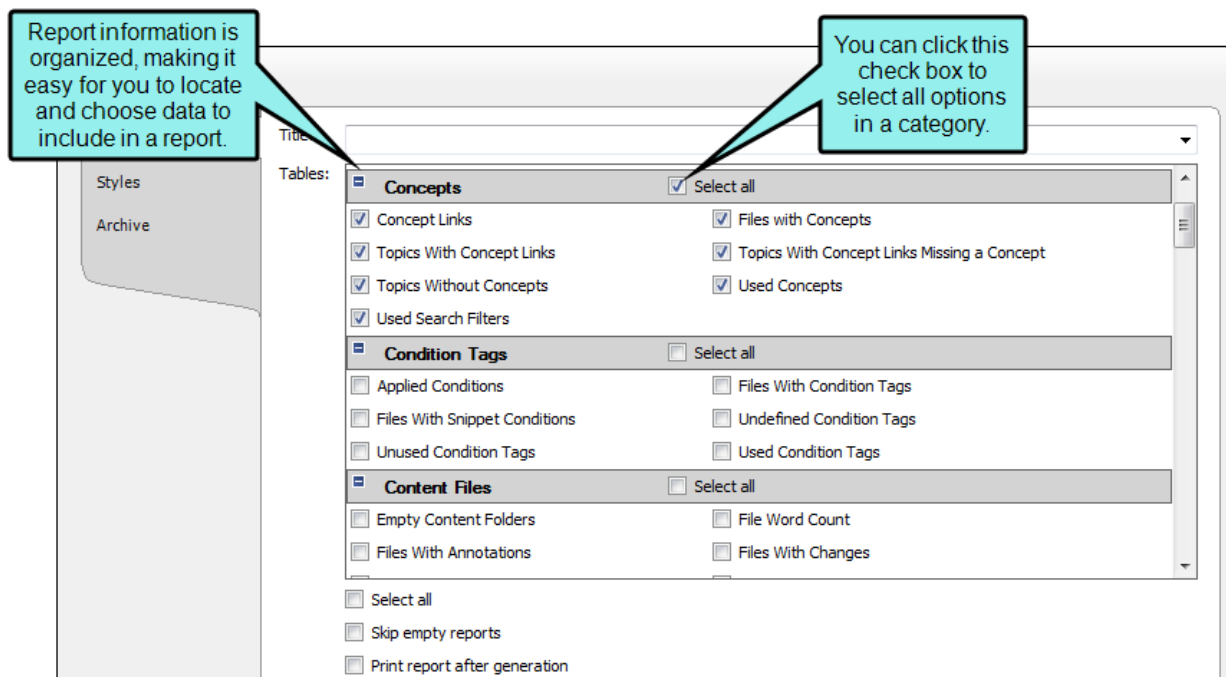 Report information is
organized, making it
easy for you to locate
and choose data to
include in a report.
You can click this
check box to
select all options
in a category.
Tables:
Styles
Archive
Concepts Select all
Concept Links Files with Concepts
Topics With Concept Links Topics With Concept Links Missing a Concept
Topics Without Concepts Used Concepts
Used Search Filters
Condition Tags Select all
Applied Conditions Files With Condition Tags
Files With Snippet Conditions Undefined Condition Tags
Unused Condition Tags Used Condition Tags
Content Files Select all
Empty Content Folders File Word Count
Files With Annotations Files With Changes
Select all
Skip empty reports
Print report after generation